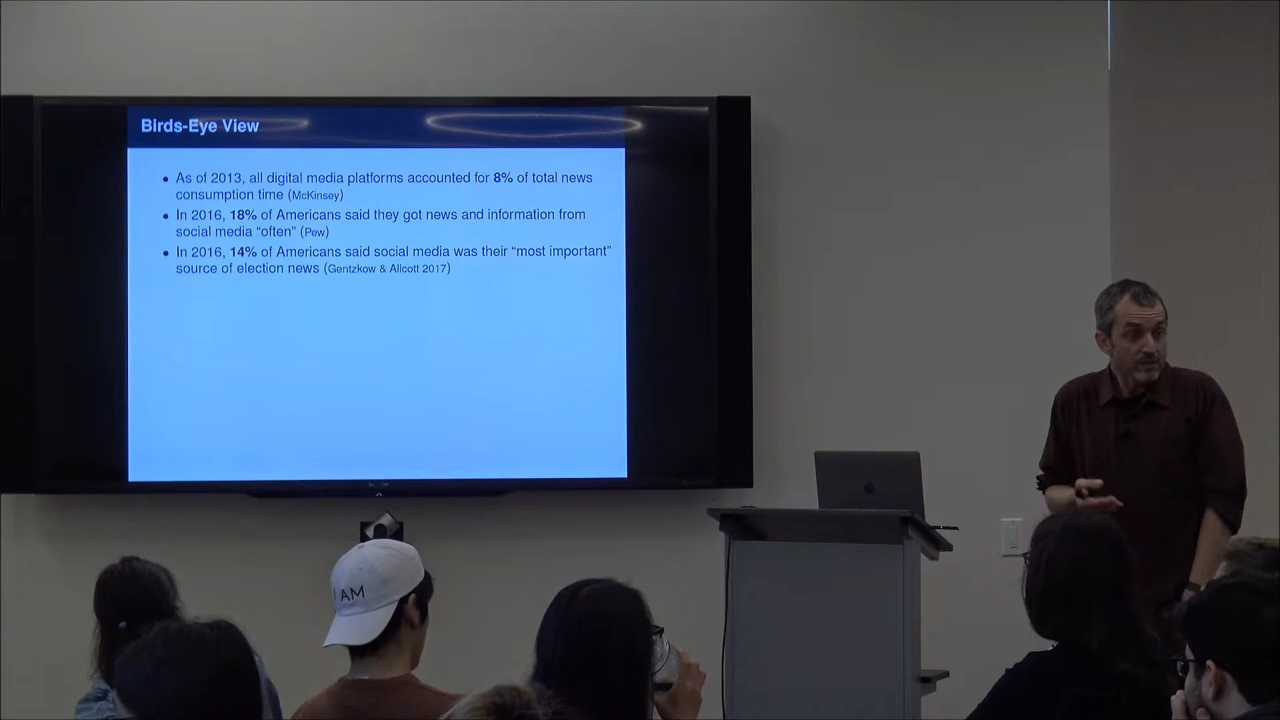 Birds-Eye View
As of 2013, all digital media platforms accounted for 8% of total news
consumption time (McKinsey)
In 2016, 18% of Americans said they got news and information from
social media “often” (Pew)
In 2016, 14% of Americans said social media was their “most important”
source of election news (Gentzkow & Allcott 2017)
I AM